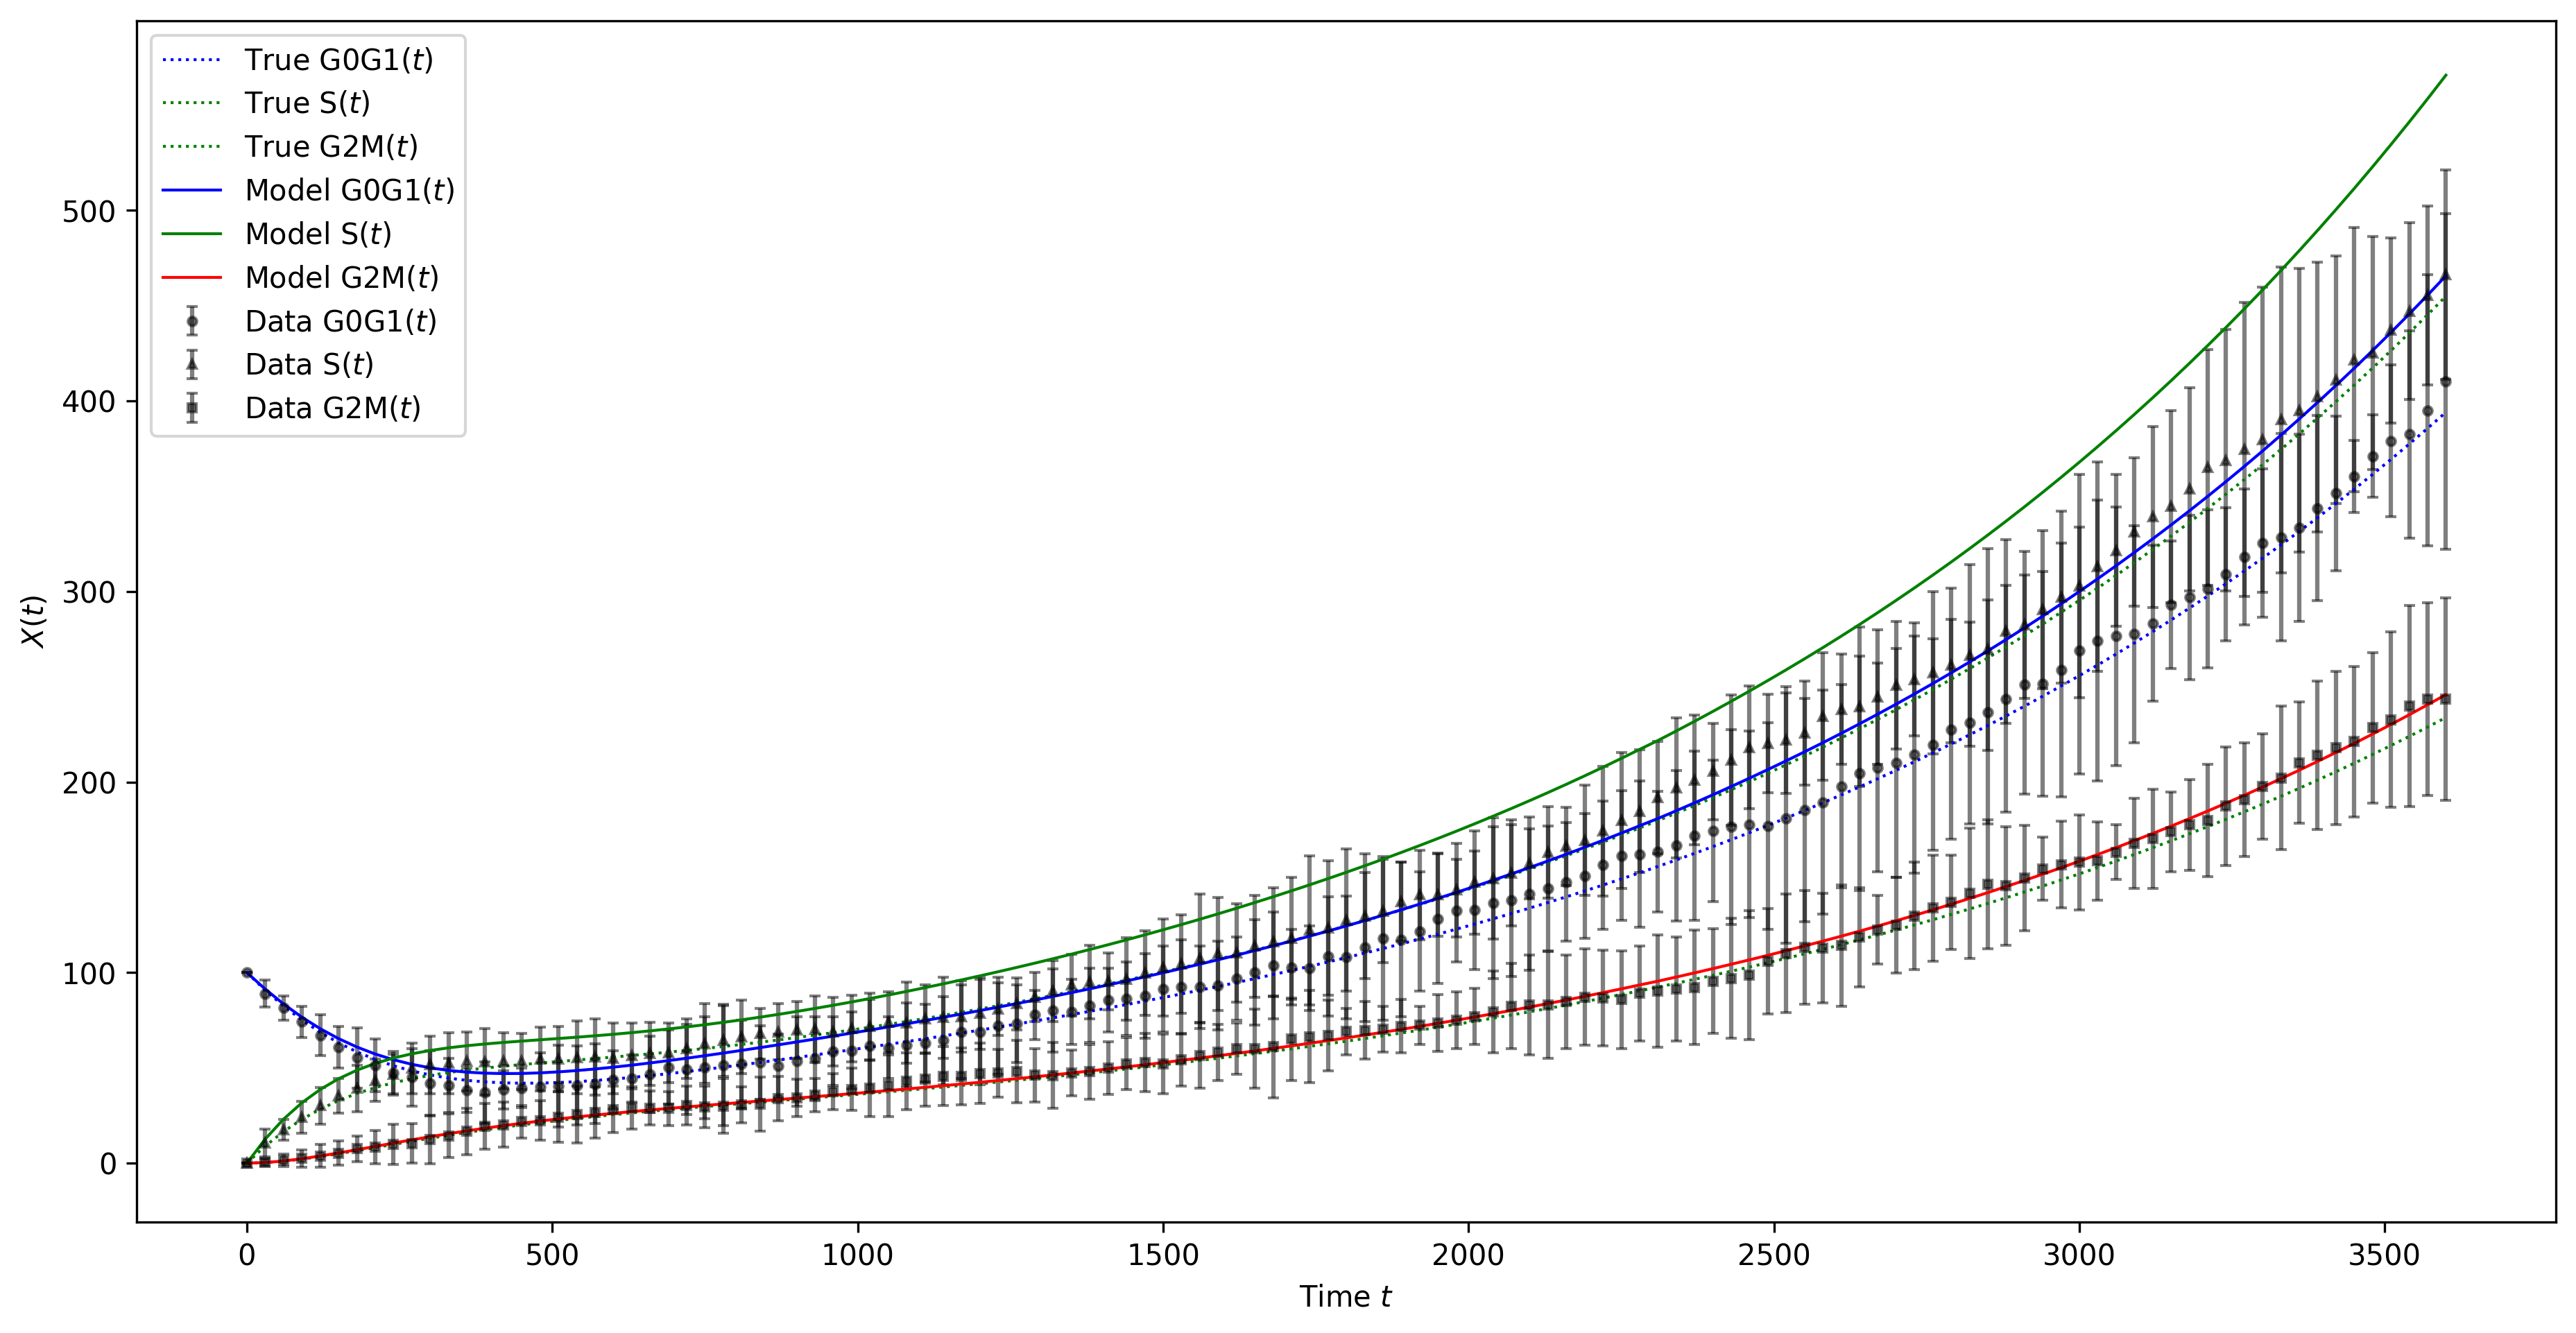 True G0G1(t)
True S(t)
True G2M(t)
Model G0G1(t)
Model S(t)
Model G2M(t)
Data G0G1(t)
Data S(t)
Data G2M(t)
500
400
300
200
100
0
X(t)
0 500 1000 1500 2000 2500 3000 3500
Time t